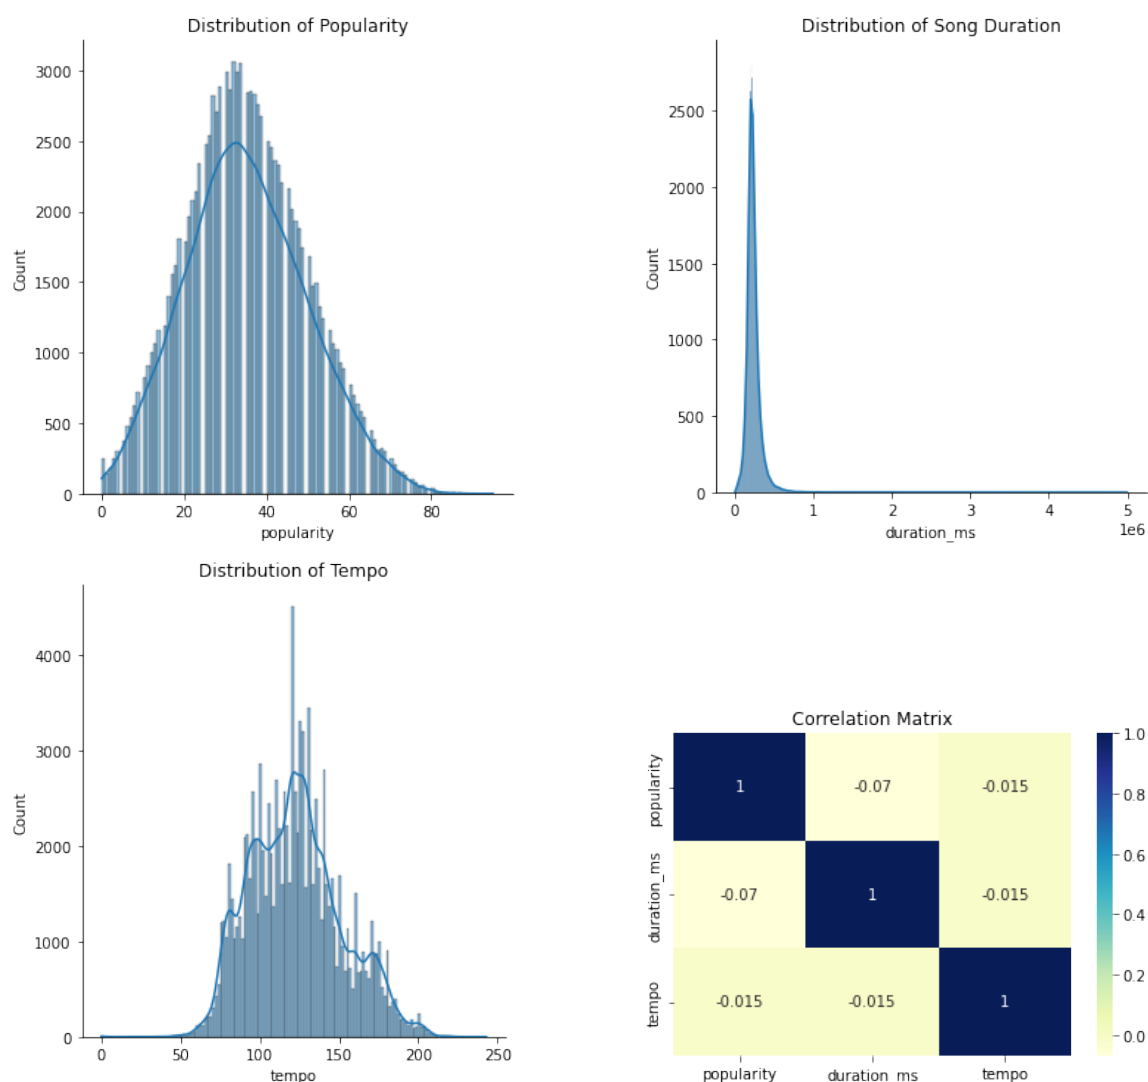 Distribution of Popularity
3000
2500
2000
1500
1000
500
0
Count
0 20 40 60 80
popularity
Distribution of Song Duration
2500
2000
1500
1000
500
0
Count
0 1 2 3 4 5
1e6
duration_ms
Distribution of Tempo
4000
3000
2000
1000
0
Count
0 50 100 150 200 250
tempo
Correlation Matrix
popularity
duration_ms
tempo
1 -0.07 -0.015
-0.07 1 -0.015
-0.015 -0.015 1
popularity duration_ms tempo
1.0
0.8
0.6
0.4
0.2
0.0